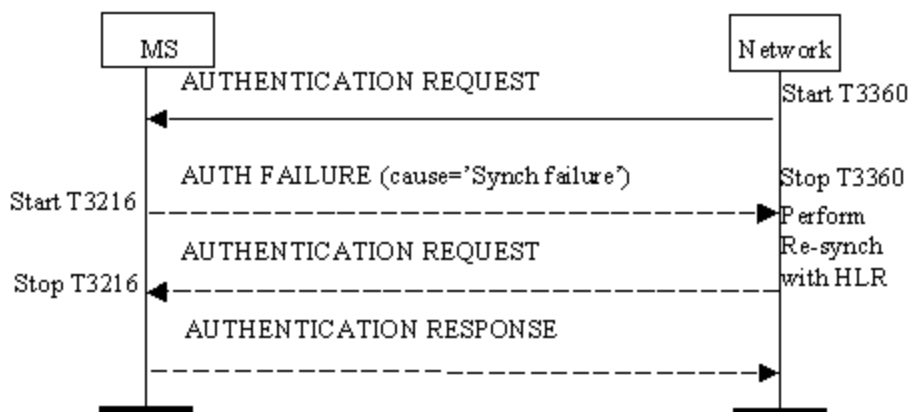 MS
Network
AUTHENTICATION REQUEST
Start T3360
AUTH FAILURE (cause=’Synch failure’)
Stop T3360
Start T3216
Perform
AUTHENTICATION REQUEST
Re-synch
Stop T3216
with HLR
AUTHENTICATION RESPONSE